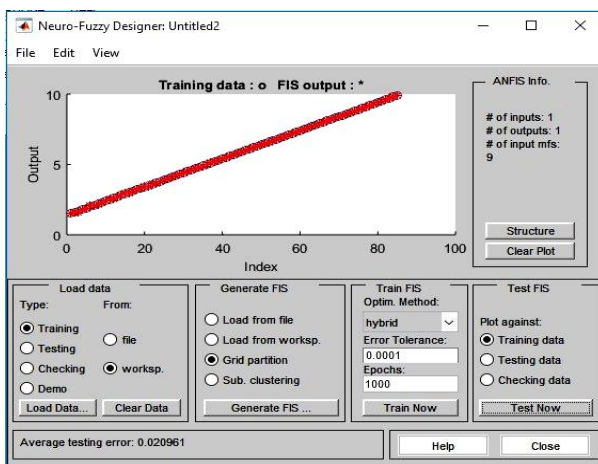 Neuro-Fuzzy Designer: Untitled2
File Edit View
Training data : o FIS output : *
10
5
0
Output
0 20 40 60 80 100
Index
ANFIS Info.
# of inputs: 1
# of outputs: 1
# of input mfs:
9
Structure
Clear Plot
Load data
Type: From:
Training
Testing
Checking
Demo
file
worksp.
Load Data...
Clear Data
Generate FIS
Load from file
Load from worksp.
Grid partition
Sub. clustering
Generate FIS ...
Train FIS
Optim. Method:
hybrid
Error Tolerance:
0.0001
Epochs:
1000
Train Now
Test FIS
Plot against:
Training data
Testing data
Checking data
Test Now
Average testing error: 0.020961
Help
Close